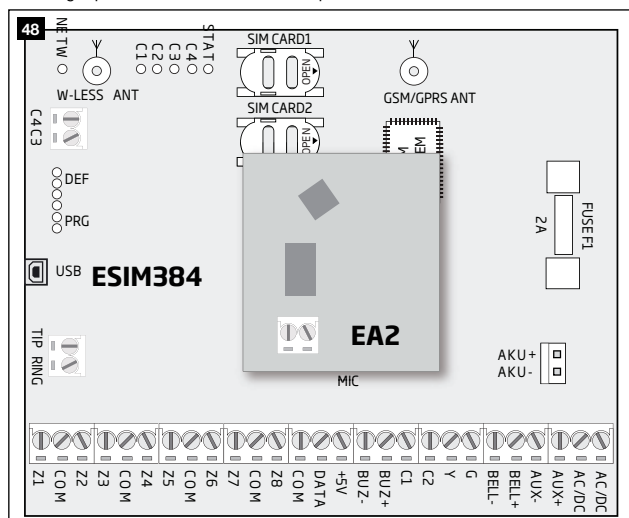 48
NETW
C1
C2
C3
C4
STAT
SIM CARD1
OPEN
W-LESS ANT
GSM/GPRS ANT
SIM CARD2
OPEN
C4 C3
DEF
PRG
FUSE F1
2A
USB
ESIM384
EA2
TIP RING
AKU+
AKU-
MIC
Z1 COM Z2 Z3 COM Z4 Z5 COM Z6 Z7 COM Z8 COM DATA +5V BUZ- BUZ+ C1 C2 Y G BELL- BELL+ AUX- AUX+ AC/DC AC/DC